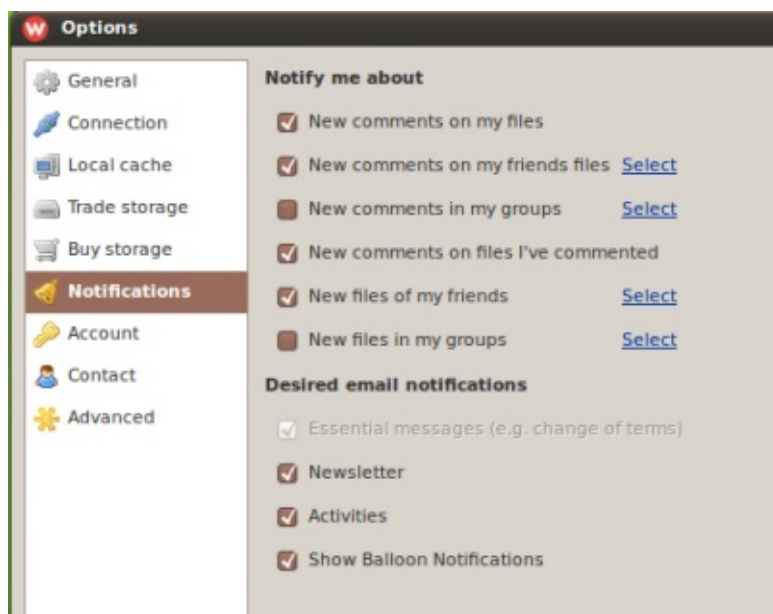 Options
General
Connection
Local cache
Trade storage
Buy storage
Notifications
Account
Contact
Advanced
Notify me about
New comments on my files
New comments on my friends files Select
New comments in my groups Select
New comments on files I've commented
New files of my friends Select
New files in my groups Select
Desired email notifications
Essential messages (e.g. change of terms)
Newsletter
Activities
Show Balloon Notifications